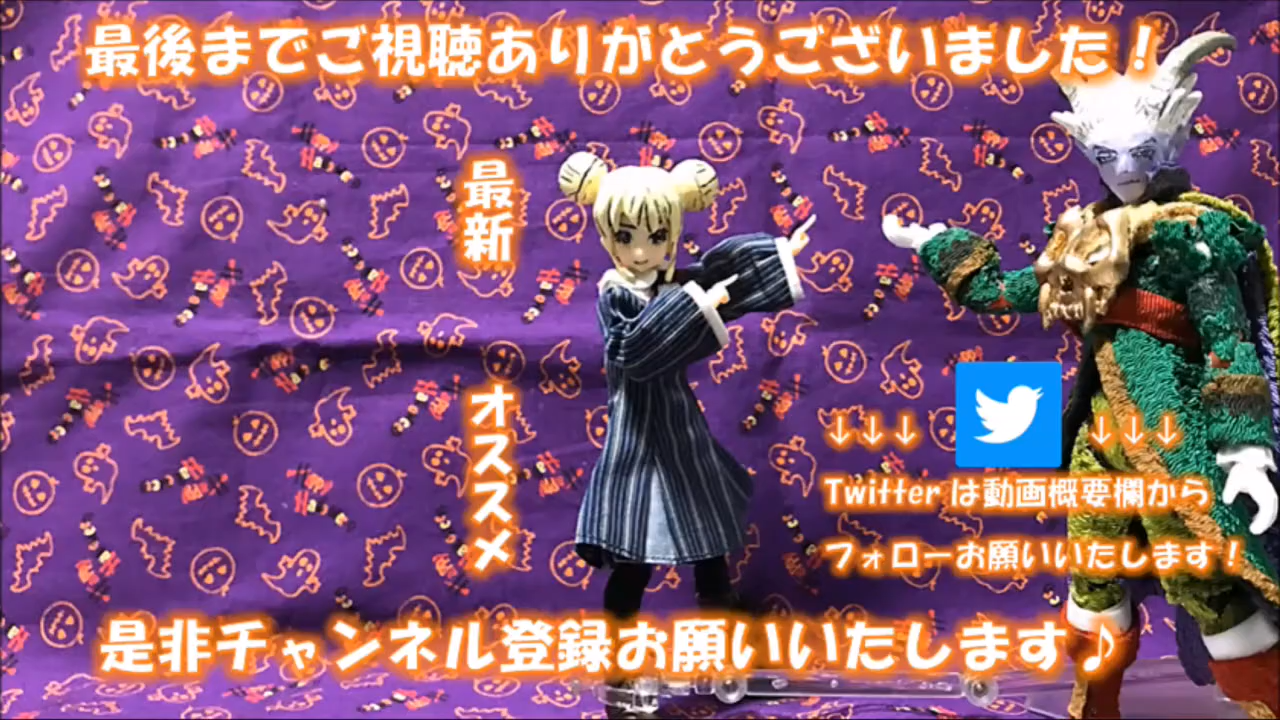 最後までご視聴ありがとうございました！
最新
オススメ
↓↓↓ ↓↓↓
Twitterは動画概要欄から
フォローお願いいたします！
是非チャンネル登録お願いいたします♪